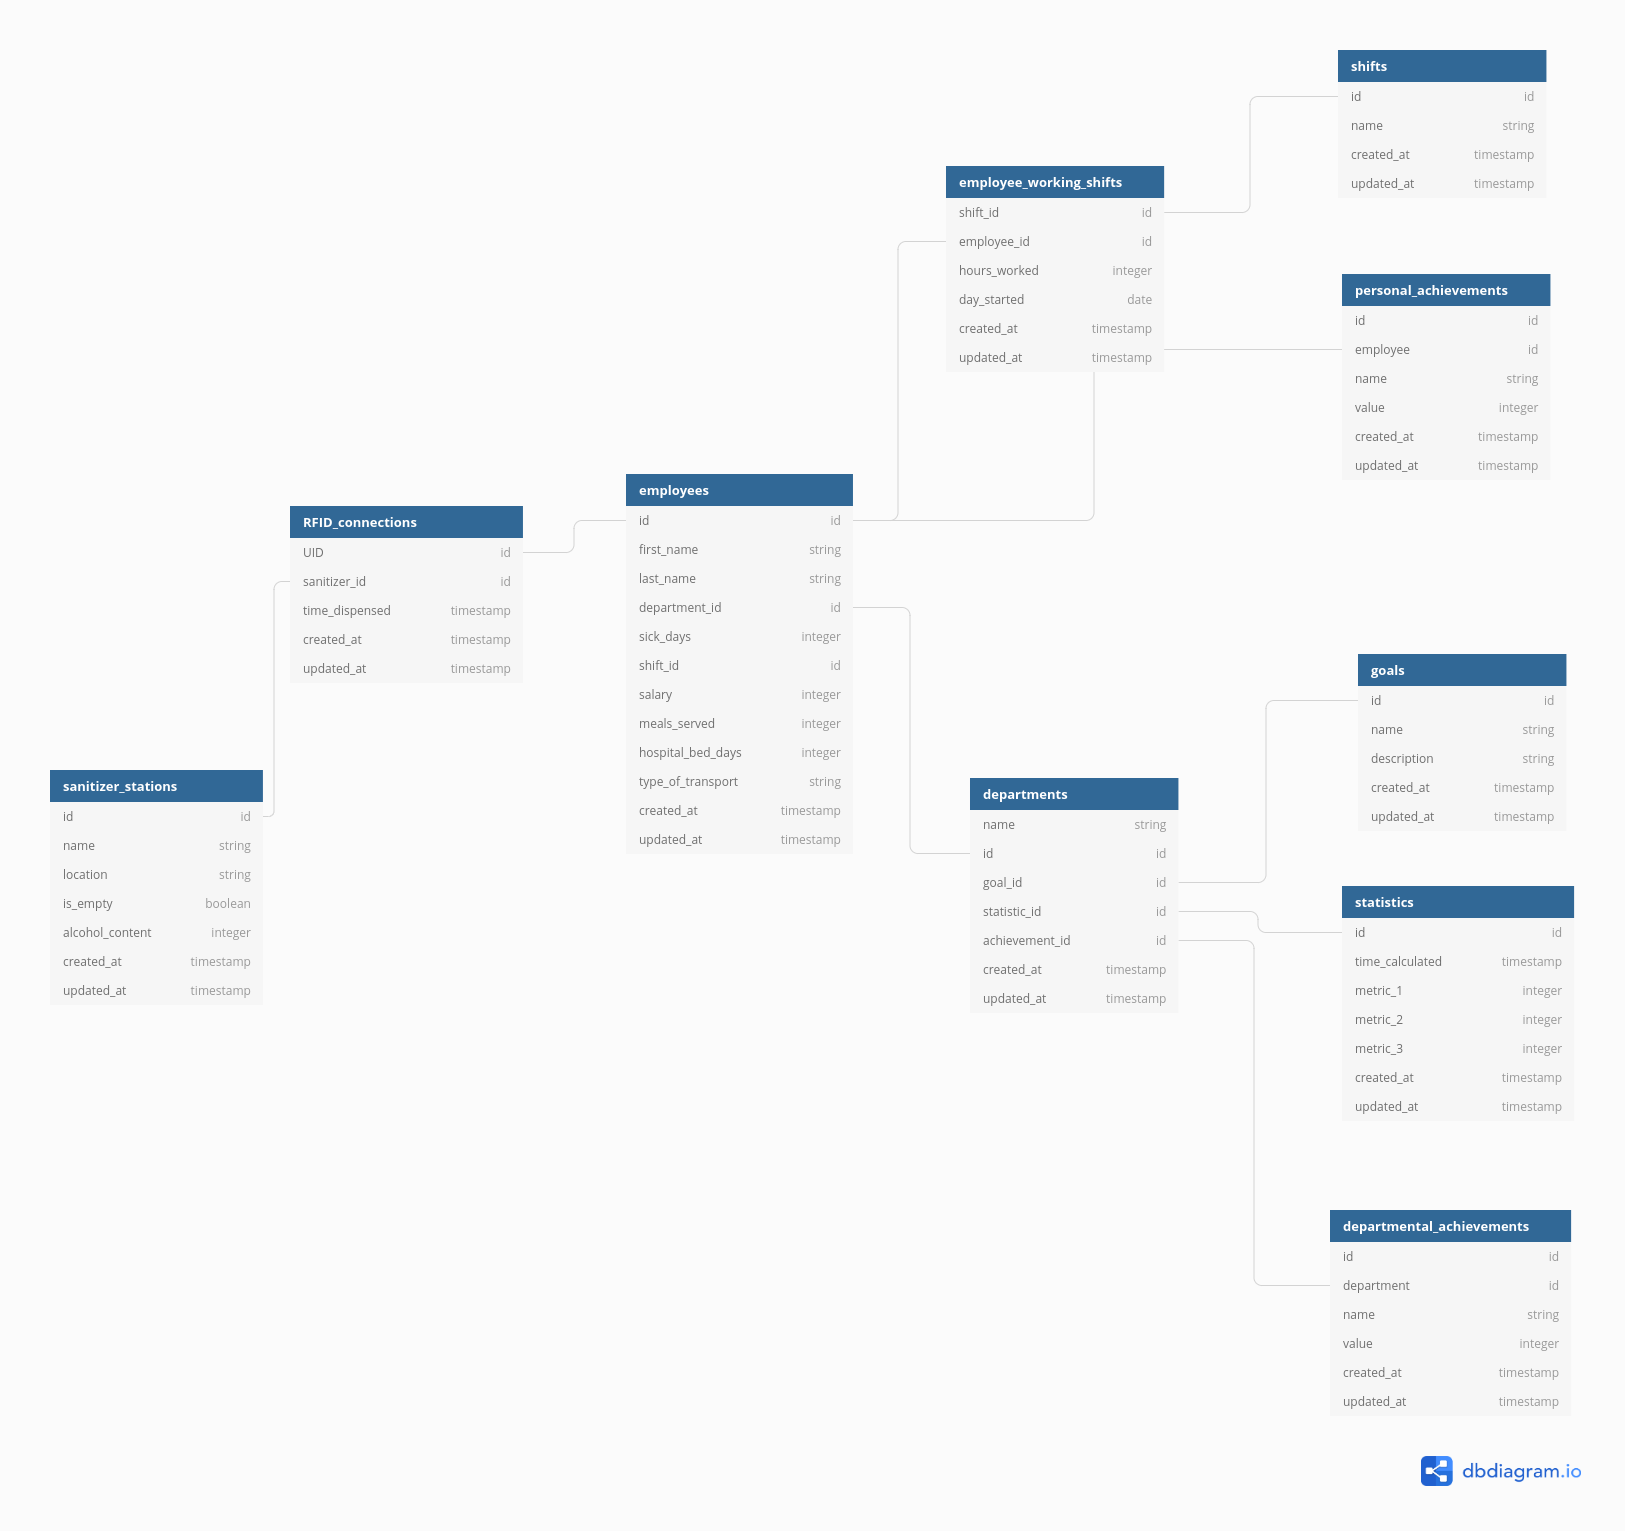 shifts
id id
name string
created_at timestamp
updated_at timestamp
employee_working_shifts
shift_id id
employee_id id
hours_worked integer
day_started date
created_at timestamp
updated_at timestamp
personal_achievements
id id
employee id
name string
value integer
created_at timestamp
updated_at timestamp
employees
id id
first_name string
last_name string
department_id id
sick_days integer
shift_id id
salary integer
meals_served integer
hospital_bed_days integer
type_of_transport string
created_at timestamp
updated_at timestamp
RFID_connections
UID id
sanitizer_id id
time_dispensed timestamp
created_at timestamp
updated_at timestamp
sanitizer_stations
id id
name string
location string
is_empty boolean
alcohol_content integer
created_at timestamp
updated_at timestamp
goals
id id
name string
description string
created_at timestamp
updated_at timestamp
departments
name string
id id
goal_id id
statistic_id id
achievement_id id
created_at timestamp
updated_at timestamp
statistics
id id
time_calculated timestamp
metric_1 integer
metric_2 integer
metric_3 integer
created_at timestamp
updated_at timestamp
departmental_achievements
id id
department id
name string
value integer
created_at timestamp
updated_at timestamp
dbdiagram.io